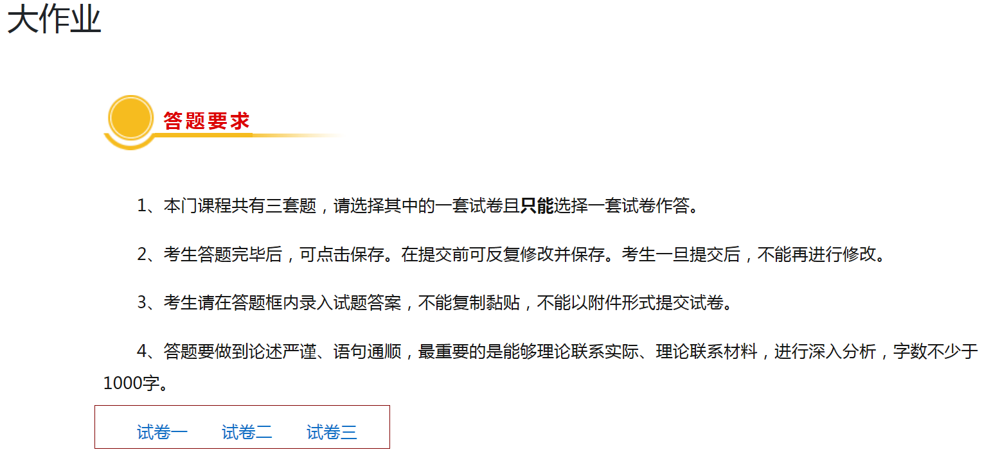 大作业
答题要求
1、本门课程共有三套题，请选择其中的一套试卷且只能选择一套试卷作答。
2、考生答题完毕后，可点击保存。在提交前可反复修改并保存。考生一旦提交后，不能再进行修改。
3、考生请在答题框内录入试题答案，不能复制黏贴，不能以附件形式提交试卷。
4、答题要做到论述严谨、语句通顺，最重要的是能够理论联系实际、理论联系材料，进行深入分析，字数不少于
1000字。
试卷一 试卷二 试卷三